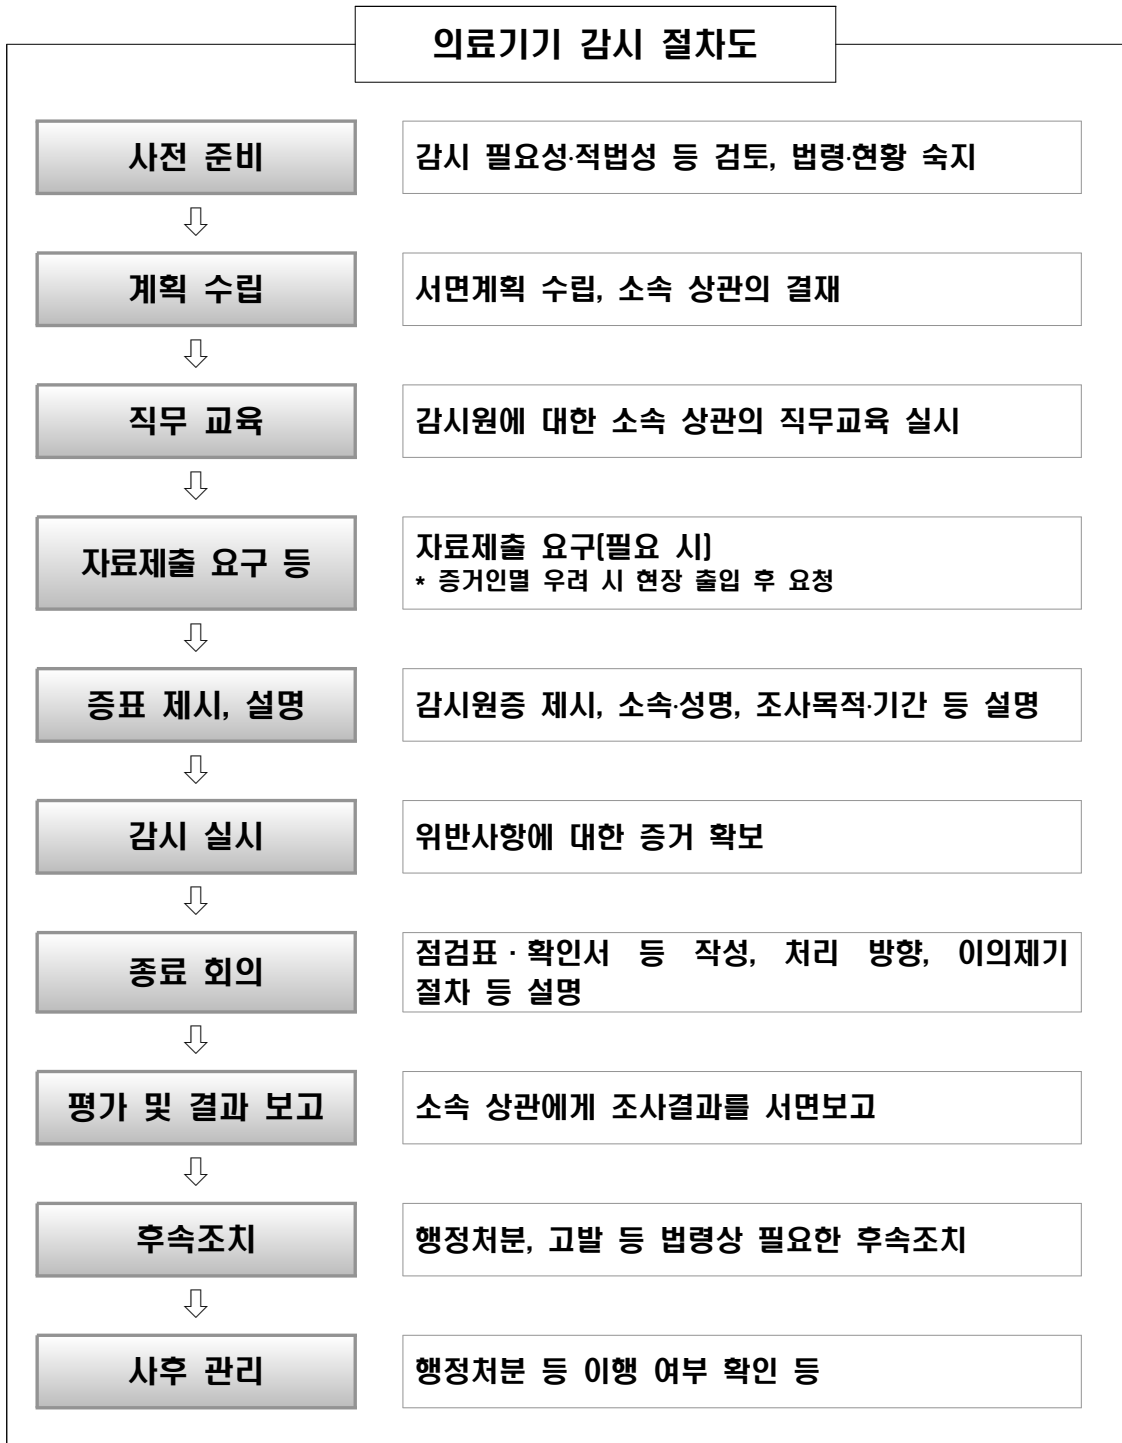 의료기기 감시 절차도
사전 준비
감시 필요성·적법성 등 검토, 법령·현황 숙지
계획 수립
서면계획 수립, 소속 상관의 결재
직무 교육
감시원에 대한 소속 상관의 직무교육 실시
자료제출 요구 등
자료제출 요구(필요 시)
* 증거인멸 우려 시 현장 출입 후 요청
증표 제시, 설명
감시원증 제시, 소속·성명, 조사목적·기간 등 설명
감시 실시
위반사항에 대한 증거 확보
종료 회의
점검표 · 확인서 등 작성, 처리 방향, 이의제기
절차 등 설명
평가 및 결과 보고
소속 상관에게 조사결과를 서면보고
후속조치
행정처분, 고발 등 법령상 필요한 후속조치
사후 관리
행정처분 등 이행 여부 확인 등